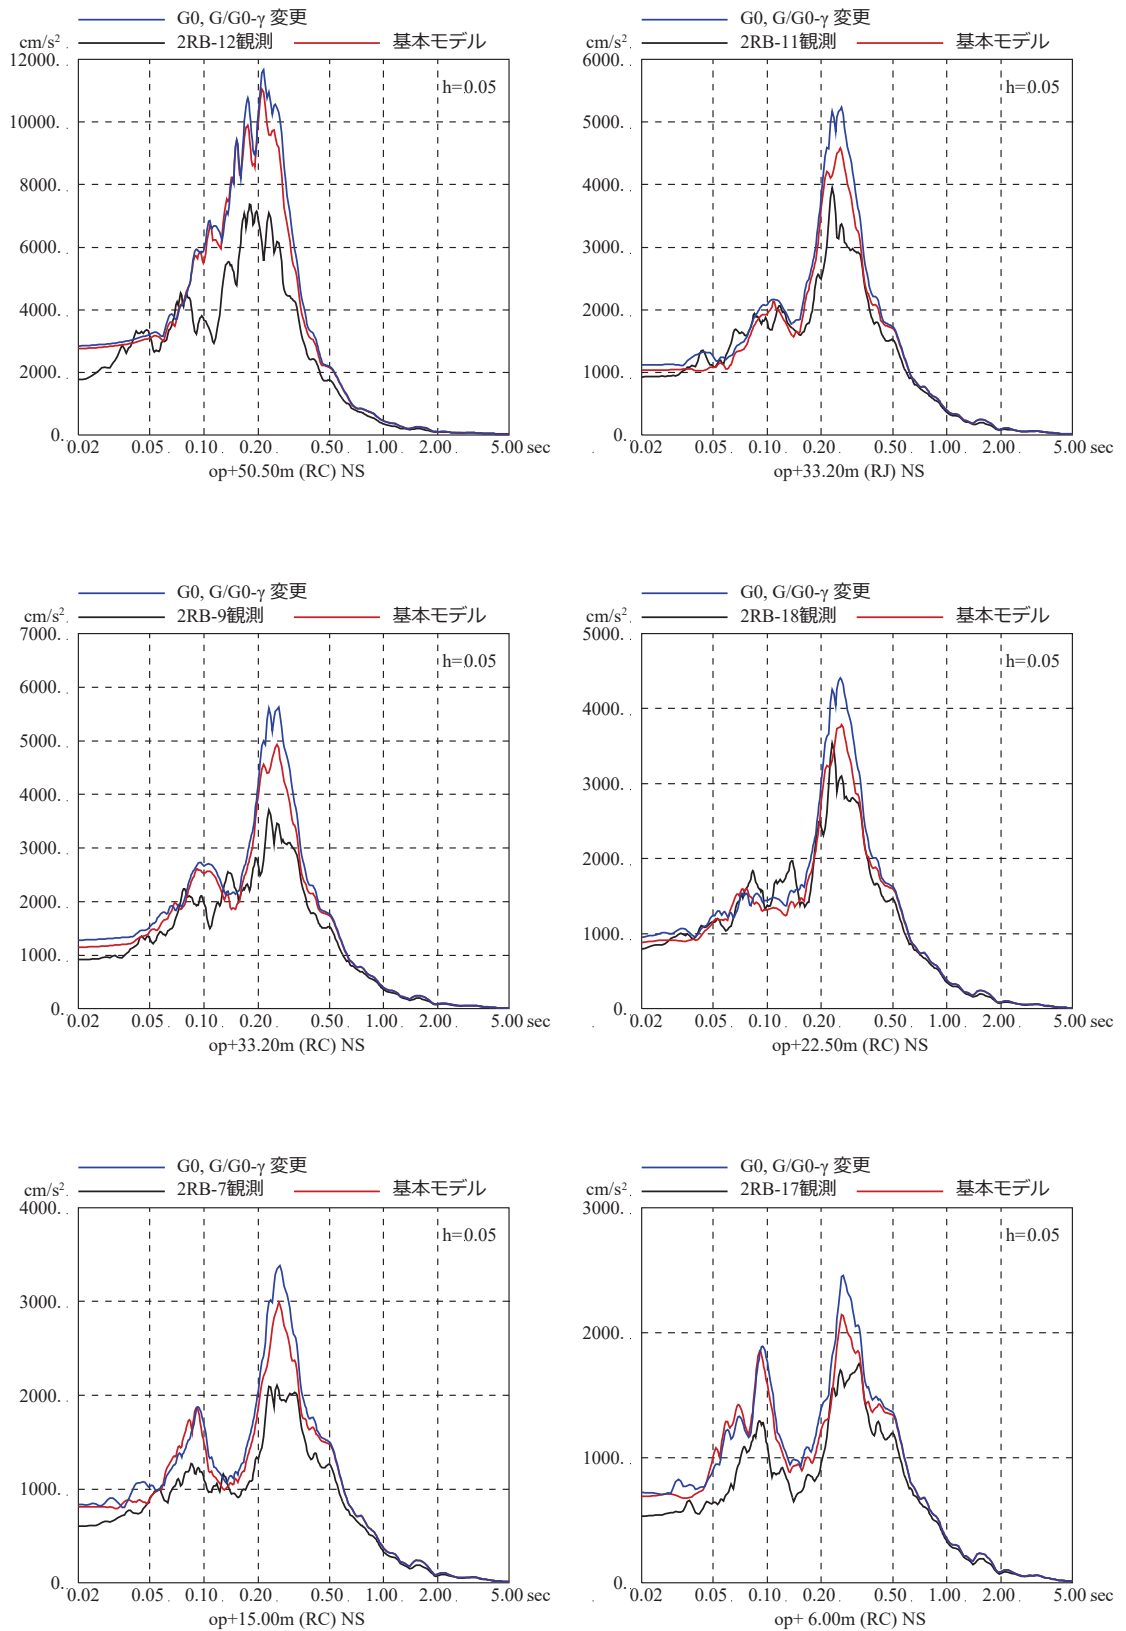 G0, G/G0-γ 変更
cm/s² 2RB-12観測 基本モデル
12000.
h=0.05
10000.
8000.
6000.
4000.
2000.
0.
0.02 0.05 0.10 0.20 0.50 1.00 2.00 5.00 sec
op+50.50m (RC) NS
G0, G/G0-γ 変更
cm/s² 2RB-11観測 基本モデル
6000.
h=0.05
5000.
4000.
3000.
2000.
1000.
0.
0.02 0.05 0.10 0.20 0.50 1.00 2.00 5.00 sec
op+33.20m (RJ) NS
G0, G/G0-γ 変更
cm/s² 2RB-9観測 基本モデル
7000.
h=0.05
6000.
5000.
4000.
3000.
2000.
1000.
0.
0.02 0.05 0.10 0.20 0.50 1.00 2.00 5.00 sec
op+33.20m (RC) NS
G0, G/G0-γ 変更
cm/s² 2RB-18観測 基本モデル
5000.
h=0.05
4000.
3000.
2000.
1000.
0.
0.02 0.05 0.10 0.20 0.50 1.00 2.00 5.00 sec
op+22.50m (RC) NS
G0, G/G0-γ 変更
cm/s² 2RB-7観測 基本モデル
4000.
h=0.05
3000.
2000.
1000.
0.
0.02 0.05 0.10 0.20 0.50 1.00 2.00 5.00 sec
op+15.00m (RC) NS
G0, G/G0-γ 変更
cm/s² 2RB-17観測 基本モデル
3000.
h=0.05
2000.
1000.
0.
0.02 0.05 0.10 0.20 0.50 1.00 2.00 5.00 sec
op+ 6.00m (RC) NS